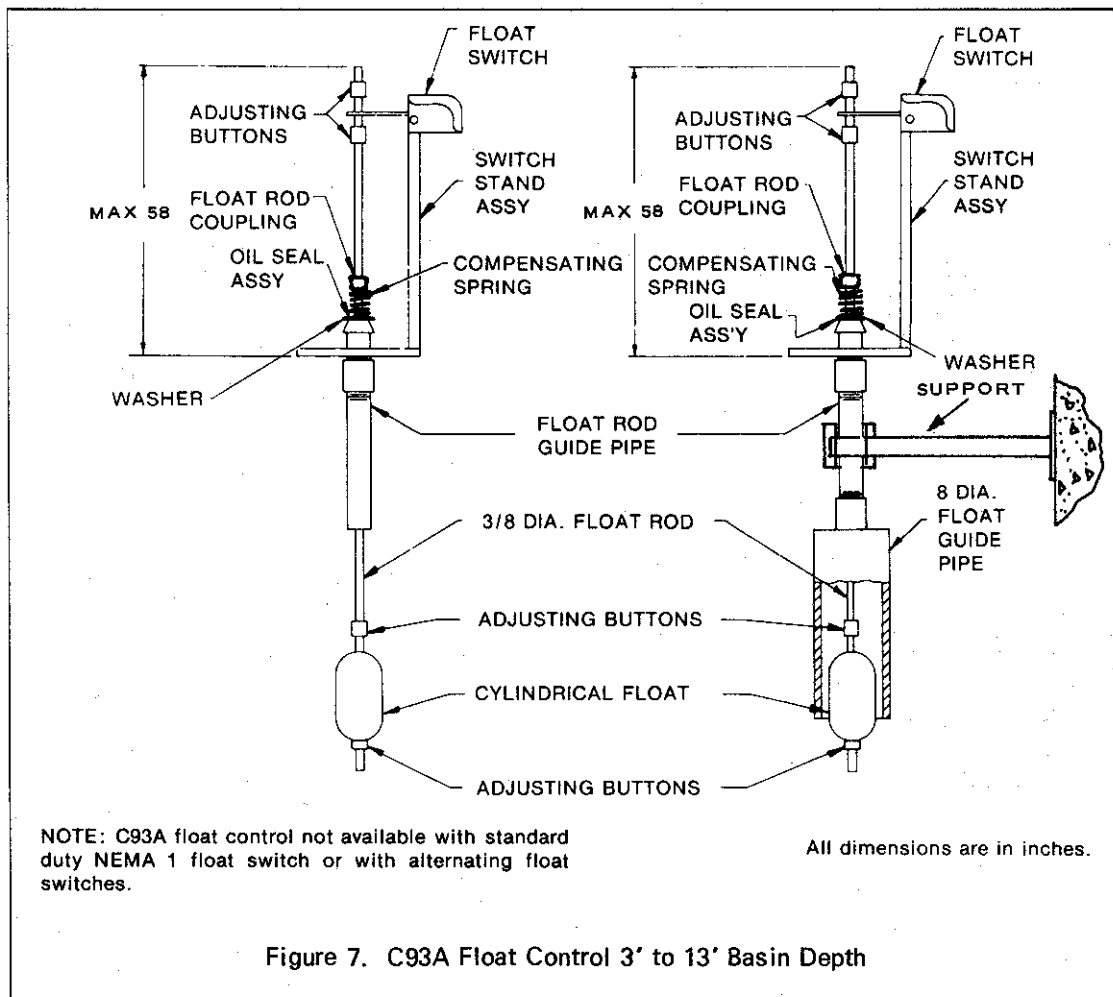 FLOAT
SWITCH
ADJUSTING
BUTTONS
SWITCH
STAND
ASSY
MAX 58
FLOAT ROD
COUPLING
OIL SEAL
ASSY
COMPENSATING
SPRING
WASHER
FLOAT
SWITCH
ADJUSTING
BUTTONS
SWITCH
STAND
ASSY
MAX 58
FLOAT ROD
COUPLING
COMPENSATING
SPRING
OIL SEAL
ASS'Y
WASHER
SUPPORT
FLOAT ROD
GUIDE PIPE
8 DIA.
FLOAT
GUIDE
PIPE
3/8 DIA. FLOAT ROD
ADJUSTING BUTTONS
CYLINDRICAL FLOAT
ADJUSTING BUTTONS
NOTE: C93A float control not available with standard
duty NEMA 1 float switch or with alternating float
switches.
All dimensions are in inches.
Figure 7. C93A Float Control 3' to 13' Basin Depth